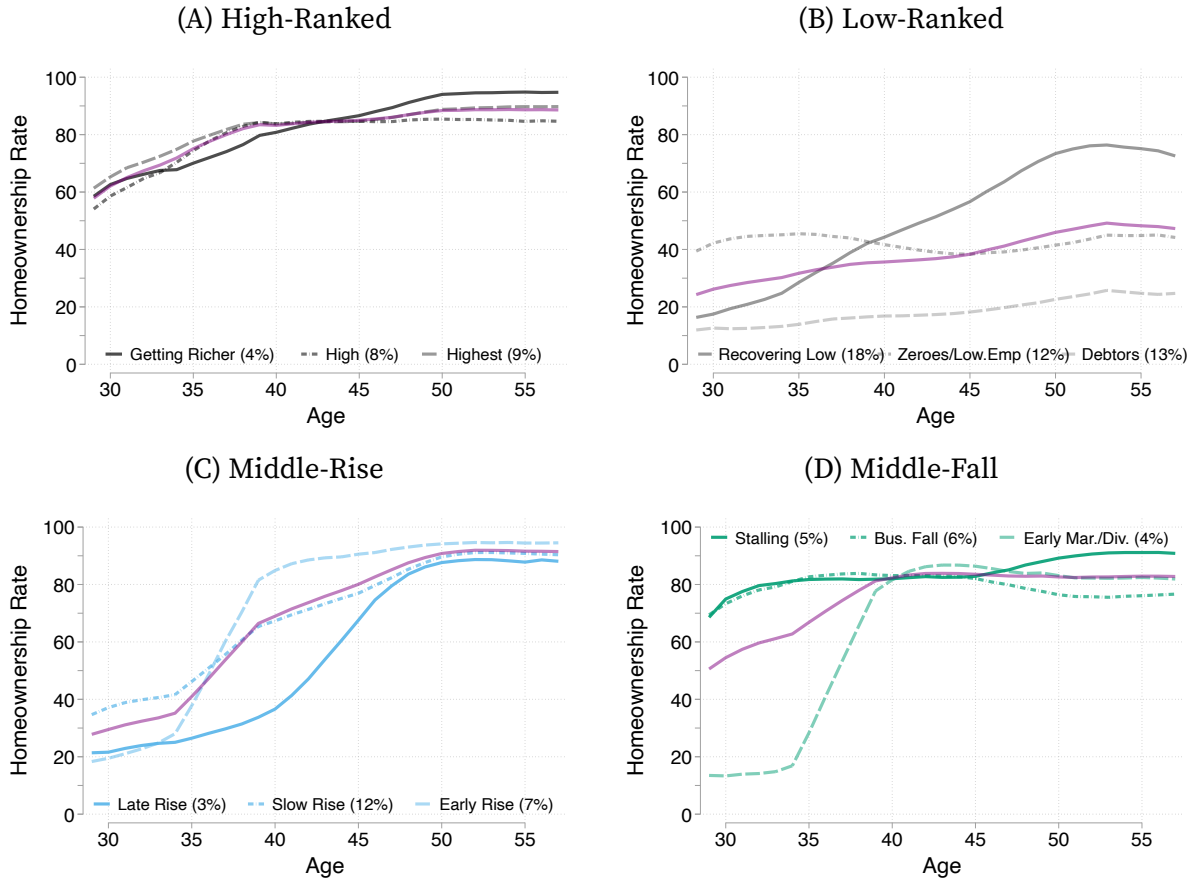 (A) High-Ranked
Homeownership Rate
100
80
60
40
20
0
Getting Richer (4%) High (8%) Highest (9%)
30 35 40 45 50 55
Age
(B) Low-Ranked
Homeownership Rate
100
80
60
40
20
0
Recovering Low (18%) Zeroes/Low.Emp (12%) Debtors (13%)
30 35 40 45 50 55
Age
(C) Middle-Rise
Homeownership Rate
100
80
60
40
20
0
Late Rise (3%) Slow Rise (12%) Early Rise (7%)
30 35 40 45 50 55
Age
(D) Middle-Fall
Homeownership Rate
100
80
60
40
20
0
Stalling (5%) Bus. Fall (6%) Early Mar./Div. (4%)
30 35 40 45 50 55
Age